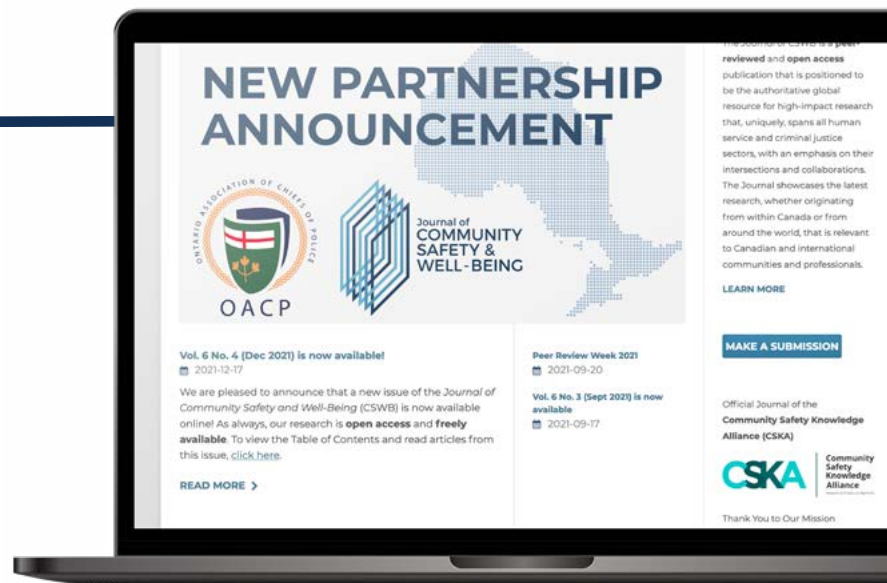 NEW PARTNERSHIP
ANNOUNCEMENT
ONTARIO ASSOCIATION OF CHIEFS OF POLICE
OACP
Journal of
COMMUNITY
SAFETY &
WELL-BEING
Vol. 6 No. 4 (Dec 2021) is now available!
2021-12-17
We are pleased to announce that a new issue of the Journal of
Community Safety and Well-Being (CSWB) is now available
online! As always, our research is open access and freely
available. To view the Table of Contents and read articles from
this issue, click here.
READ MORE >
Peer Review Week 2021
2021-09-20
Vol. 6 No. 3 (Sept 2021) is now
available
2021-09-17
The Journal of CSWB is a peer-
reviewed and open access
publication that is positioned to
be the authoritative global
resource for high-impact research
that, uniquely, spans all human
service and criminal justice
sectors, with an emphasis on their
intersections and collaborations.
The Journal showcases the latest
research, whether originating
from within Canada or from
around the world, that is relevant
to Canadian and international
communities and professionals.
LEARN MORE
MAKE A SUBMISSION
Official Journal of the
Community Safety Knowledge
Alliance (CSKA)
CSKA
Community
Safety
Knowledge
Alliance
Thank You to Our Mission